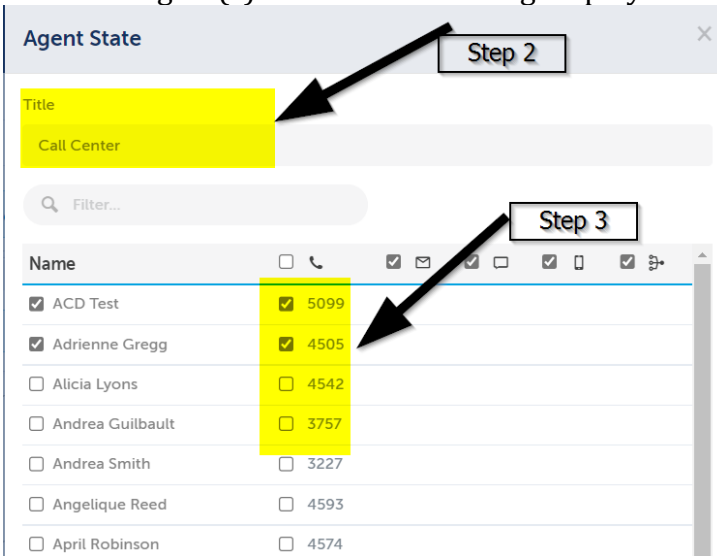 Agent State
Step 2
Title
Call Center
Filter...
Step 3
Name
ACD Test 5099
Adrienne Gregg 4505
Alicia Lyons 4542
Andrea Guilbault 3757
Andrea Smith 3227
Angelique Reed 4593
April Robinson 4574